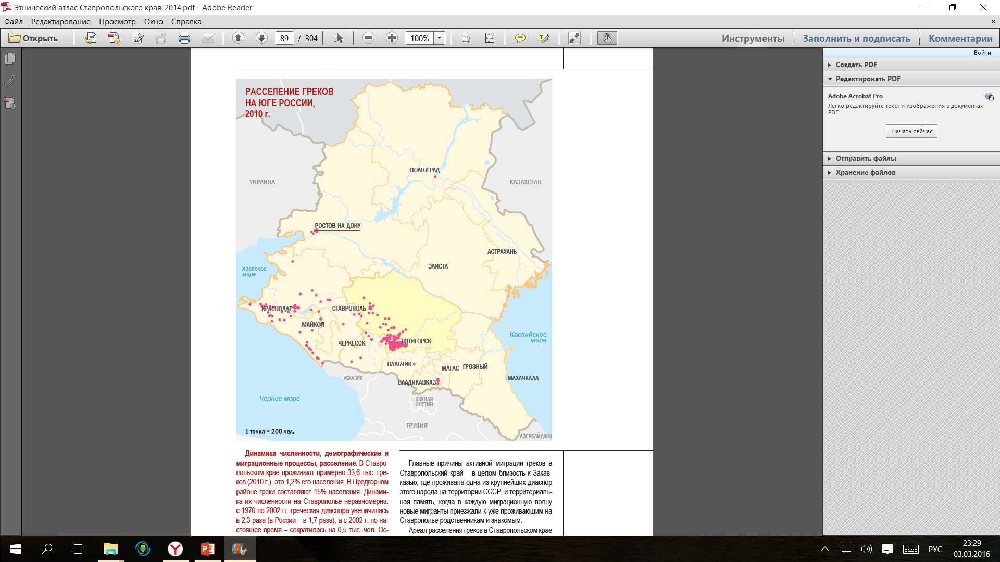 Этнический атлас Ставропольского края_2014.pdf - Adobe Reader
Файл Редактирование Просмотр Окно Справка
Открыть 89 / 304 100% Инструменты Заполнить и подписать Комментарии
Войти
Создать PDF
Редактировать PDF
Adobe Acrobat Pro
Легко редактируйте текст и изображения в документах
PDF
Начать сейчас
Отправить файлы
Хранение файлов
РАССЕЛЕНИЕ ГРЕКОВ
НА ЮГЕ РОССИИ,
2010 г.
ВОЛГОГРАД
УКРАИНА
КАЗАХСТАН
РОСТОВ-НА-ДОНУ
АСТРАХАНЬ
ЭЛИСТА
Азовское
море
КРАСНОДАР
СТАВРОПОЛЬ
МАЙКОП
Каспийское
море
ЧЕРКЕССК
ПЯТИГОРСК
НАЛЬЧИК
МАГАС
ГРОЗНЫЙ
АБХАЗИЯ
МАХАЧКАЛА
ВЛАДИКАВКАЗ
Черное море
ЮЖНАЯ
ОСЕТИЯ
ГРУЗИЯ
1 точка = 200 чел.
АЗЕРБАЙДЖАН
Динамика численности, демографические и
миграционные процессы, расселение. В Ставро-
польском крае проживают примерно 33,6 тыс. гре-
ков (2010 г.), это 1,2% его населения. В Предгорном
районе греки составляют 15% населения. Динами-
ка их численности на Ставрополье неравномерна:
с 1970 по 2002 гг. греческая диаспора увеличилась
в 2,3 раза (в России – в 1,7 раза), а с 2002 г. по на-
стоящее время – сократилась на 0,5 тыс. чел. Ос-
Главные причины активной миграции греков в
Ставропольский край – в целом близость к Закав-
казью, где проживала одна из крупнейших диаспор
этого народа на территории СССР, и территориаль-
ная память, когда в каждую миграционную волну
новые мигранты приезжали к уже проживающим на
Ставрополье родственникам и знакомым.
Ареал расселения греков в Ставропольском крае
РУС
23:29
03.03.2016